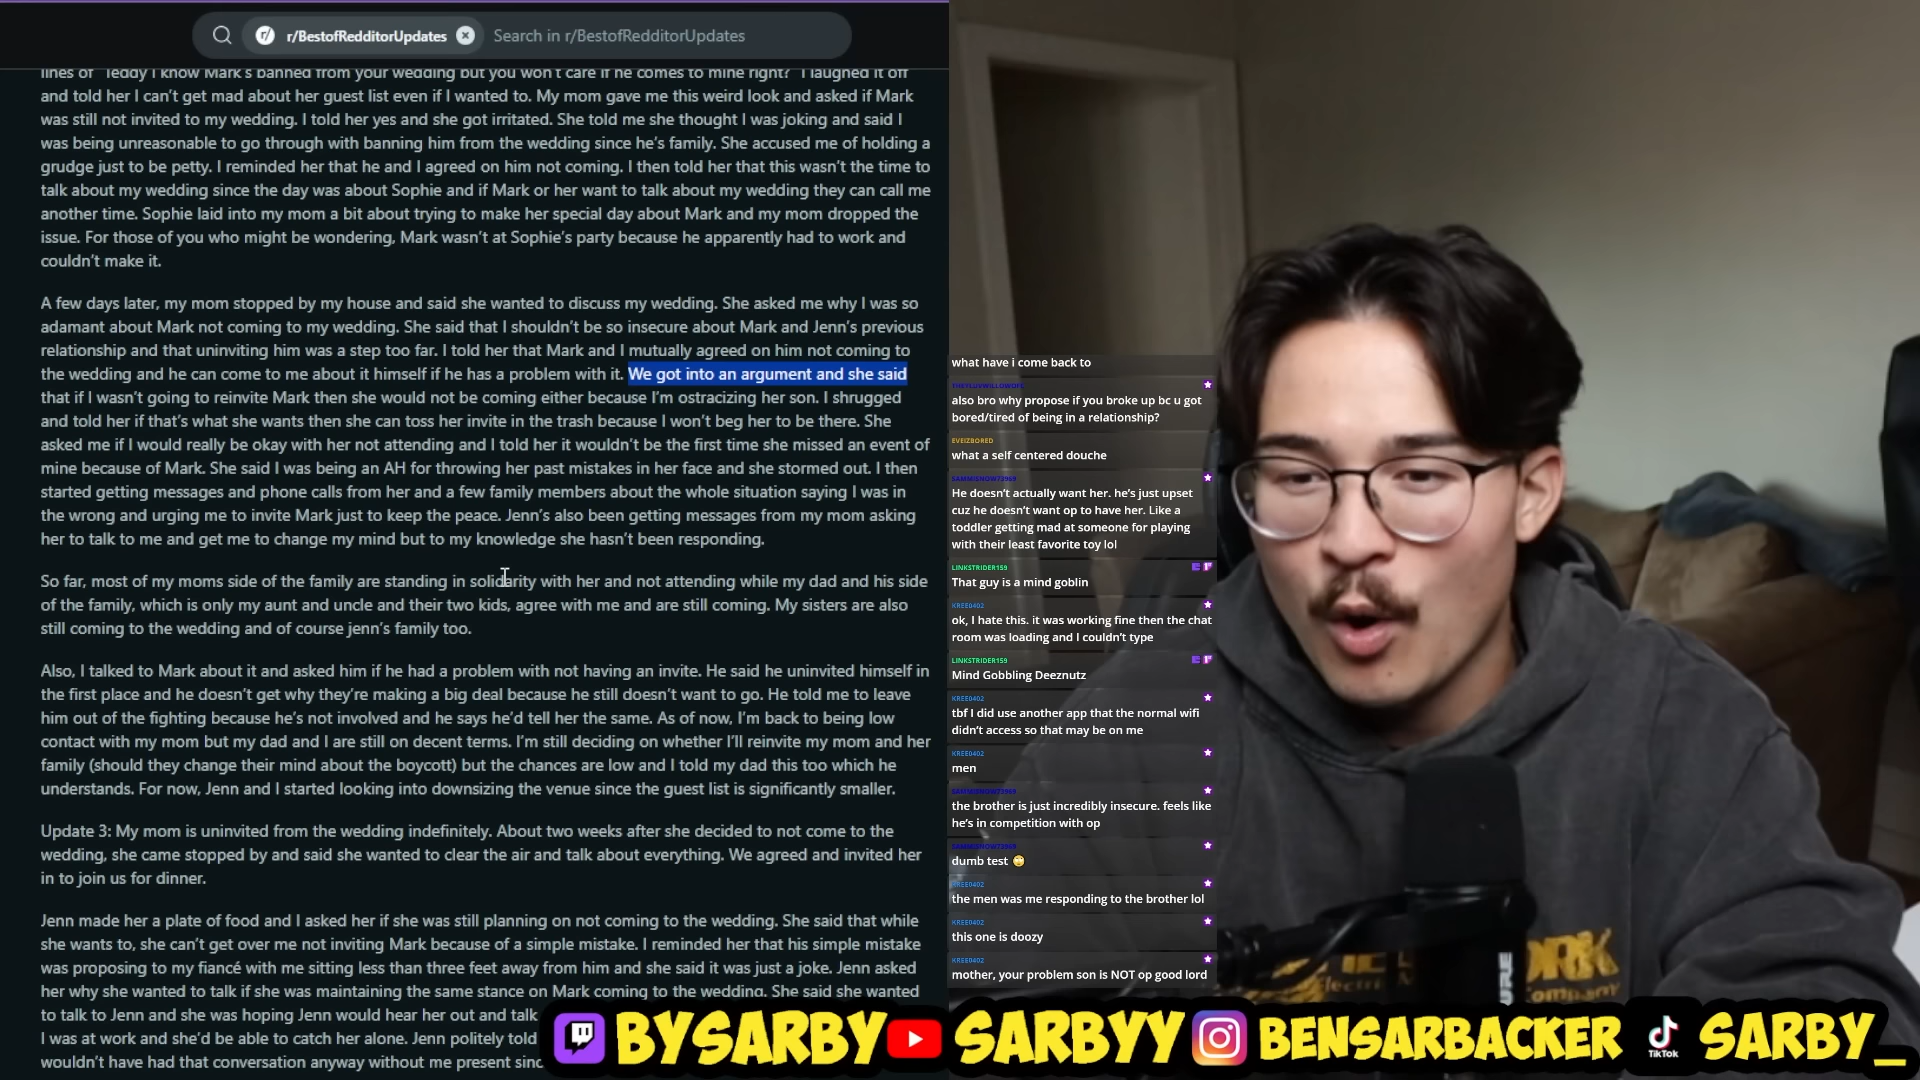 r/ r/BestofRedditorUpdates Search in r/BestofRedditorUpdates
lines of "Teddy I know Mark's banned from your wedding but you won't care if he comes to mine right?" I laughed it off
and told her I can't get mad about her guest list even if I wanted to. My mom gave me this weird look and asked if Mark
was still not invited to my wedding. I told her yes and she got irritated. She told me she thought I was joking and said I
was being unreasonable to go through with banning him from the wedding since he's family. She accused me of holding a
grudge just to be petty. I reminded her that he and I agreed on him not coming. I then told her that this wasn't the time to
talk about my wedding since the day was about Sophie and if Mark or her want to talk about my wedding they can call me
another time. Sophie laid into my mom a bit about trying to make her special day about Mark and my mom dropped the
issue. For those of you who might be wondering, Mark wasn't at Sophie's party because he apparently had to work and
couldn't make it.
A few days later, my mom stopped by my house and said she wanted to discuss my wedding. She asked me why I was so
adamant about Mark not coming to my wedding. She said that I shouldn't be so insecure about Mark and Jenn's previous
relationship and that uninviting him was a step too far. I told her that Mark and I mutually agreed on him not coming to
the wedding and he can come to me about it himself if he has a problem with it. We got into an argument and she said
that if I wasn't going to reinvite Mark then she would not be coming either because I'm ostracizing her son. I shrugged
and told her if that's what she wants then she can toss her invite in the trash because I won't beg her to be there. She
asked me if I would really be okay with her not attending and I told her it wouldn't be the first time she missed an event of
mine because of Mark. She said I was being an AH for throwing her past mistakes in her face and she stormed out. I then
started getting messages and phone calls from her and a few family members about the whole situation saying I was in
the wrong and urging me to invite Mark just to keep the peace. Jenn's also been getting messages from my mom asking
her to talk to me and get me to change my mind but to my knowledge she hasn't been responding.
So far, most of my moms side of the family are standing in solidarity with her and not attending while my dad and his side
of the family, which is only my aunt and uncle and their two kids, agree with me and are still coming. My sisters are also
still coming to the wedding and of course jenn's family too.
Also, I talked to Mark about it and asked him if he had a problem with not having an invite. He said he uninvited himself in
the first place and he doesn't get why they're making a big deal because he still doesn't want to go. He told me to leave
him out of the fighting because he's not involved and he says he'd tell her the same. As of now, I'm back to being low
contact with my mom but my dad and I are still on decent terms. I'm still deciding on whether I'll reinvite my mom and her
family (should they change their mind about the boycott) but the chances are low and I told my dad this too which he
understands. For now, Jenn and I started looking into downsizing the venue since the guest list is significantly smaller.
Update 3: My mom is uninvited from the wedding indefinitely. About two weeks after she decided to not come to the
wedding, she came stopped by and said she wanted to clear the air and talk about everything. We agreed and invited her
in to join us for dinner.
Jenn made her a plate of food and I asked her if she was still planning on not coming to the wedding. She said that while
she wants to, she can't get over me not inviting Mark because of a simple mistake. I reminded her that his simple mistake
was proposing to my fiancé with me sitting less than three feet away from him and she said it was just a joke. Jenn asked
her why she wanted to talk if she was maintaining the same stance on Mark coming to the wedding. She said she wanted
to talk to Jenn and she was hoping Jenn would hear her out and talk
I was at work and she'd be able to catch her alone. Jenn politely told
wouldn't have had that conversation anyway without me present sinc
what have i come back to
also bro why propose if you broke up bc u got
bored/tired of being in a relationship?
EVEIZBORED
what a self centered douche
SAMMISNOW73969
He doesn't actually want her. he's just upset
cuz he doesn't want op to have her. Like a
toddler getting mad at someone for playing
with their least favorite toy lol
LINKSTRIDER159
That guy is a mind goblin
KREE0402
ok, I hate this. it was working fine then the chat
room was loading and I couldn't type
LINKSTRIDER159
Mind Gobbling Deeznutz
KREE0402
tbf I did use another app that the normal wifi
didn't access so that may be on me
KREE0402
men
SAMMISNOW73969
the brother is just incredibly insecure. feels like
he's in competition with op
SAMMISNOW73969
dumb test 🙄
KREE0402
the men was me responding to the brother lol
KREE0402
this one is doozy
KREE0402
mother, your problem son is NOT op good lord
BYSARBY SARBYY BENSARBACKER TikTok SARBY_